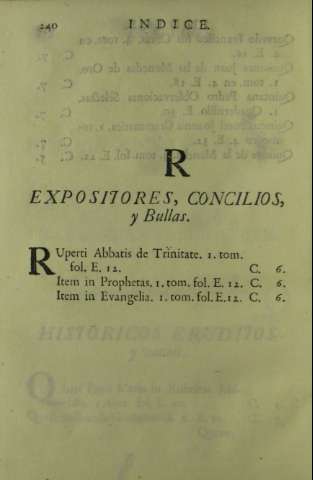 240 INDICE.
R
EXPOSITORES, CONCILIOS,
y Bullas.
Ruperti Abbatis de Trinitate. 1. tom.
fol. E. 12. C. 6.
Item in Prophetas. 1. tom. fol. E. 12. C. 6.
Item in Evangelia. 1. tom. fol. E.12. C. 6.